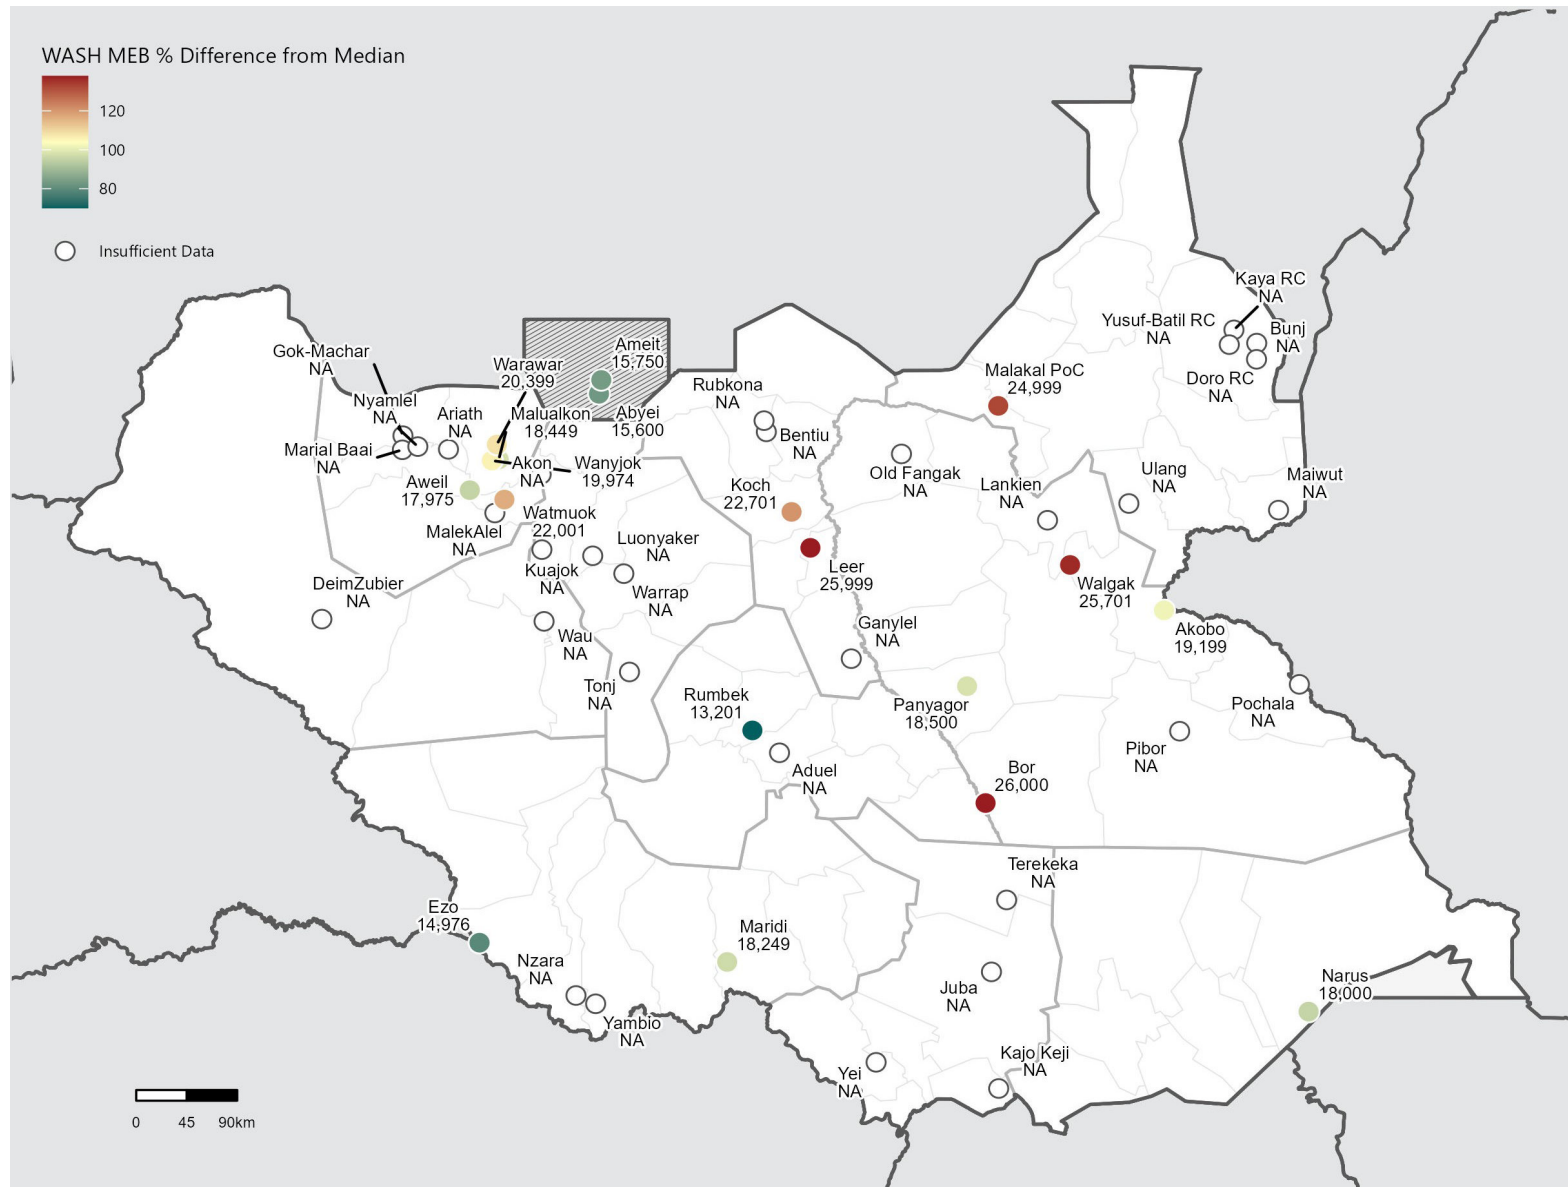 WASH MEB % Difference from Median
120
100
80
Insufficient Data
Kaya RC
NA
Yusuf-Batil RC
NA
Bunj
NA
Doro RC
NA
Gok-Machar
NA
Warawar
20,399
Ameit
15,750
Malakal PoC
24,999
Rubkona
NA
Nyamlel
NA
Ariath
NA
Malualkon
18,449
Abyei
15,600
Marial Baai
NA
Bentiu
NA
Akon
NA
Wanyjok
19,974
Old Fangak
NA
Ulang
NA
Maiwut
NA
Aweil
17,975
Koch
22,701
Lankien
NA
MalekAlel
NA
Watmuok
22,001
Luonyaker
NA
Kuajok
NA
Leer
25,999
Walgak
25,701
DeimZubier
NA
Warrap
NA
Wau
NA
Ganylel
NA
Akobo
19,199
Tonj
NA
Rumbek
13,201
Panyagor
18,500
Pochala
NA
Pibor
NA
Aduel
NA
Bor
26,000
Terekeka
NA
Ezo
14,976
Maridi
18,249
Nzara
NA
Juba
NA
Narus
18,000
Yambio
NA
Yei
NA
Kajo Keji
NA
0 45 90km